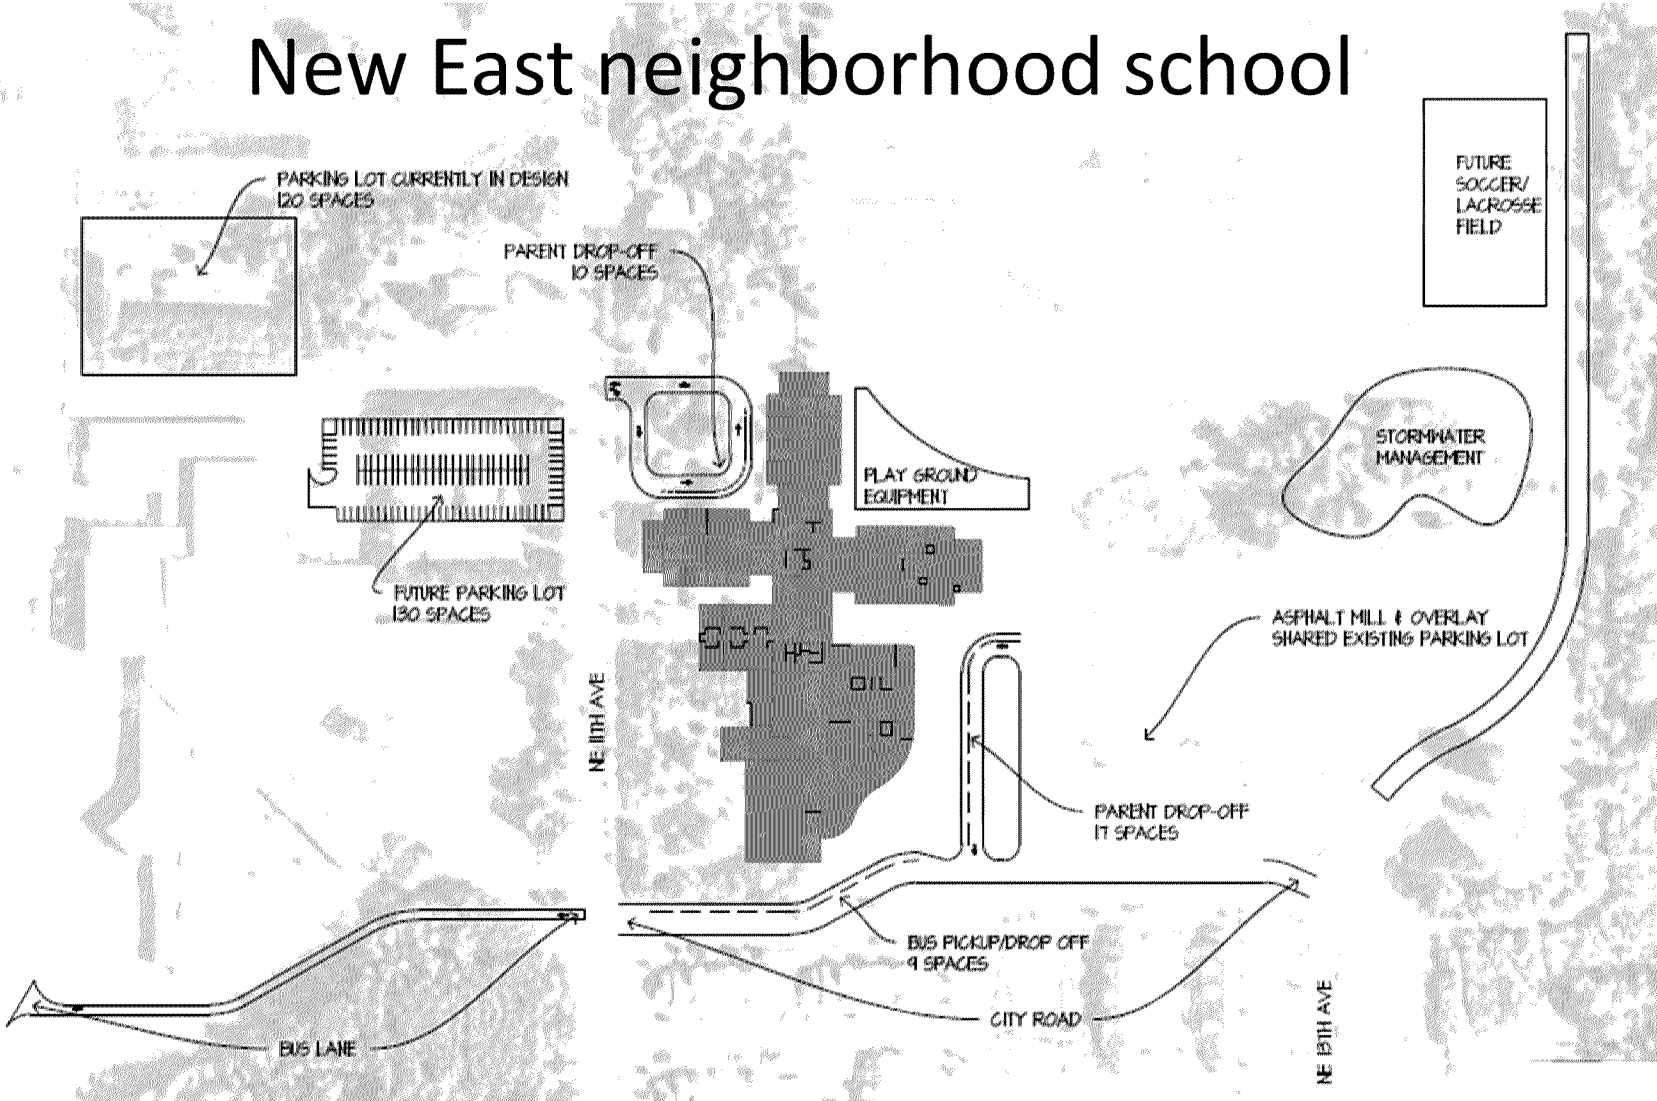 New East neighborhood school
PARKING LOT CURRENTLY IN DESIGN
120 SPACES
PARENT DROP-OFF
10 SPACES
FUTURE
SOCCER/
LACROSSE
FIELD
STORMWATER
MANAGEMENT
PLAY GROUND
EQUIPMENT
FUTURE PARKING LOT
130 SPACES
ASPHALT MILL & OVERLAY
SHARED EXISTING PARKING LOT
NE 11TH AVE
PARENT DROP-OFF
17 SPACES
BUS PICKUP/DROP OFF
9 SPACES
CITY ROAD
BUS LANE
NE 13TH AVE